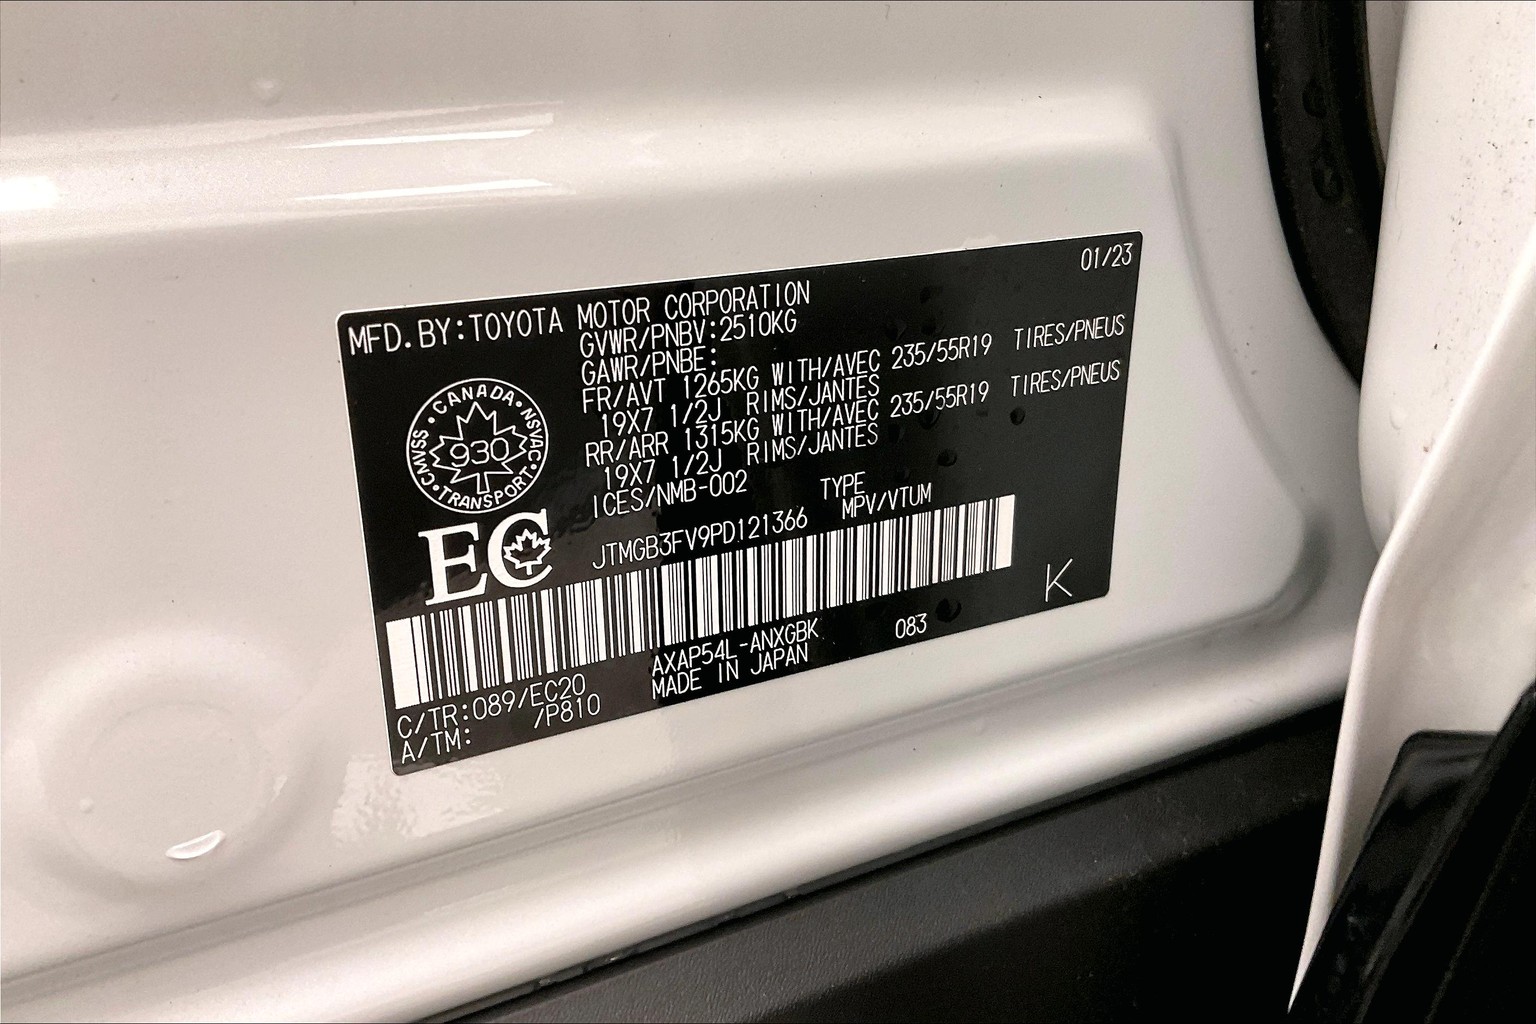 01/23
MFD.BY:TOYOTA MOTOR CORPORATION
GVWR/PNBV:2510KG
GAWR/PNBE:
FR/AVT 1265KG WITH/AVEC 235/55R19 TIRES/PNEUS
19X7 1/2J RIMS/JANTES
RR/ARR 1315KG WITH/AVEC 235/55R19 TIRES/PNEUS
19X7 1/2J RIMS/JANTES
ICES/NMB-002
TYPE
JTMGB3FV9PD121366 MPV/VTUM
•CANADA•NSVAC•TRANSPORT•CMVSS
930
EC
K
C/TR:089/EC20 AXAP54L-ANXGBK 083
A/TM: /P810 MADE IN JAPAN